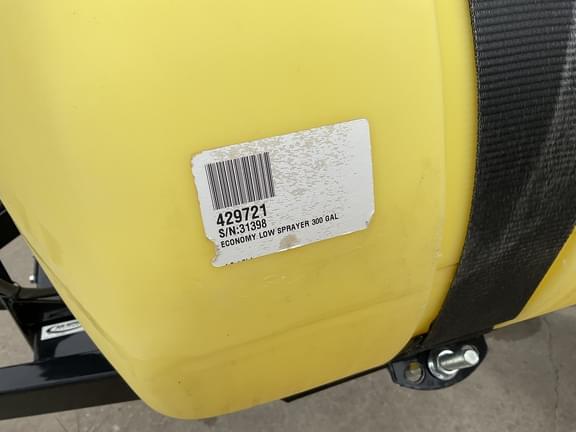 429721
S/N:31398
ECONOMY LOW SPRAYER 300 GAL